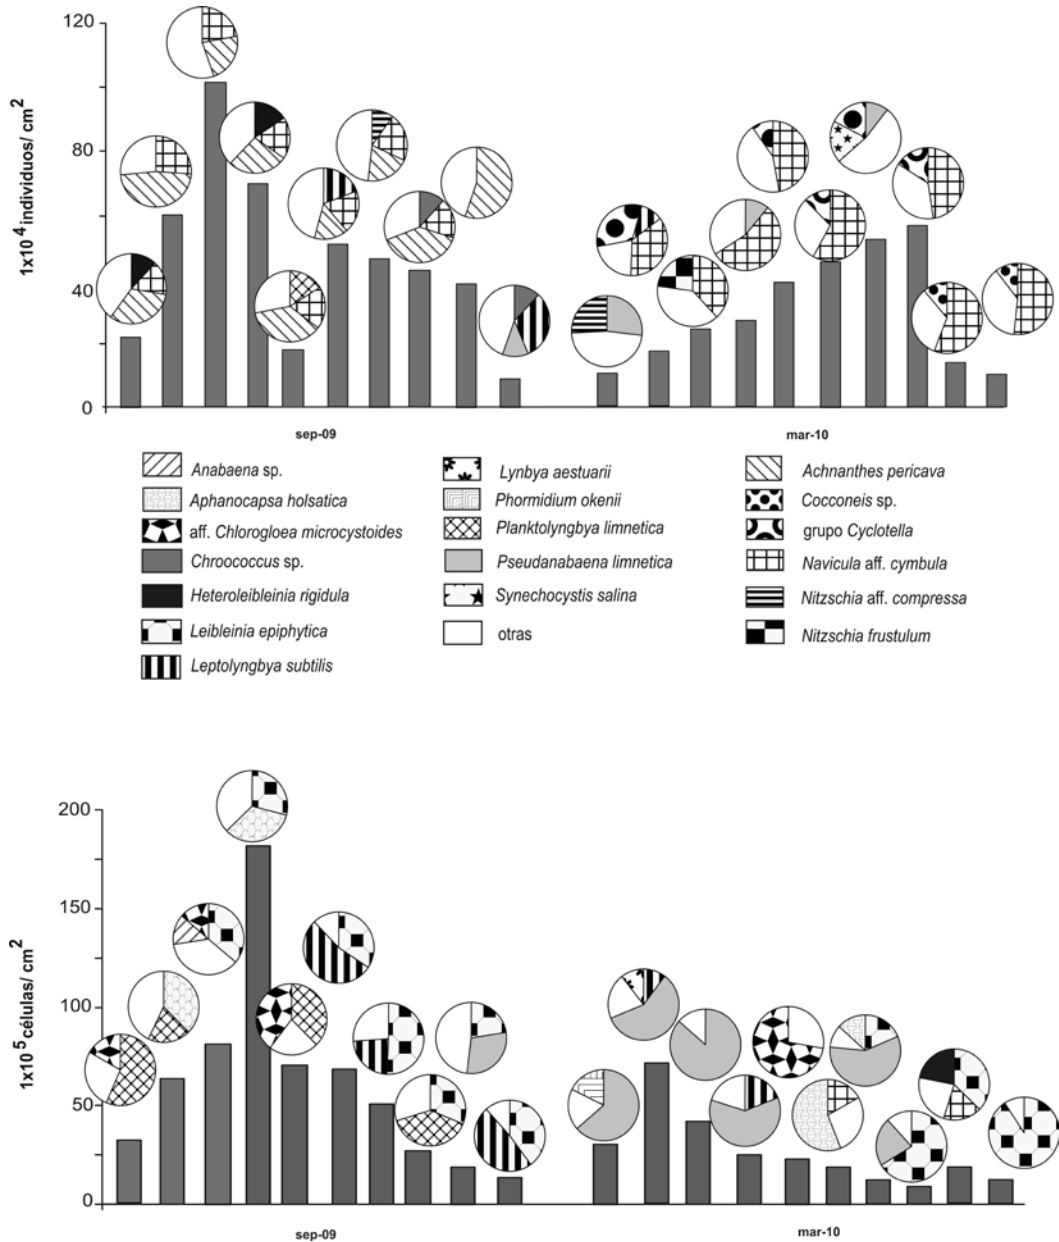 120
80
40
0
1x10⁴ individuos/ cm²
sep-09
mar-10
Anabaena sp.
Aphanocapsa holsatica
aff. Chlorogloea microcystoides
Chroococcus sp.
Heteroleibleinia rigidula
Leibleinia epiphytica
Leptolyngbya subtilis
Lynbya aestuarii
Phormidium okenii
Planktolyngbya limnetica
Pseudanabaena limnetica
Synechocystis salina
otras
Achnanthes pericava
Cocconeis sp.
grupo Cyclotella
Navicula aff. cymbula
Nitzschia aff. compressa
Nitzschia frustulum
200
150
100
50
0
1x10⁵ células/ cm²
sep-09
mar-10